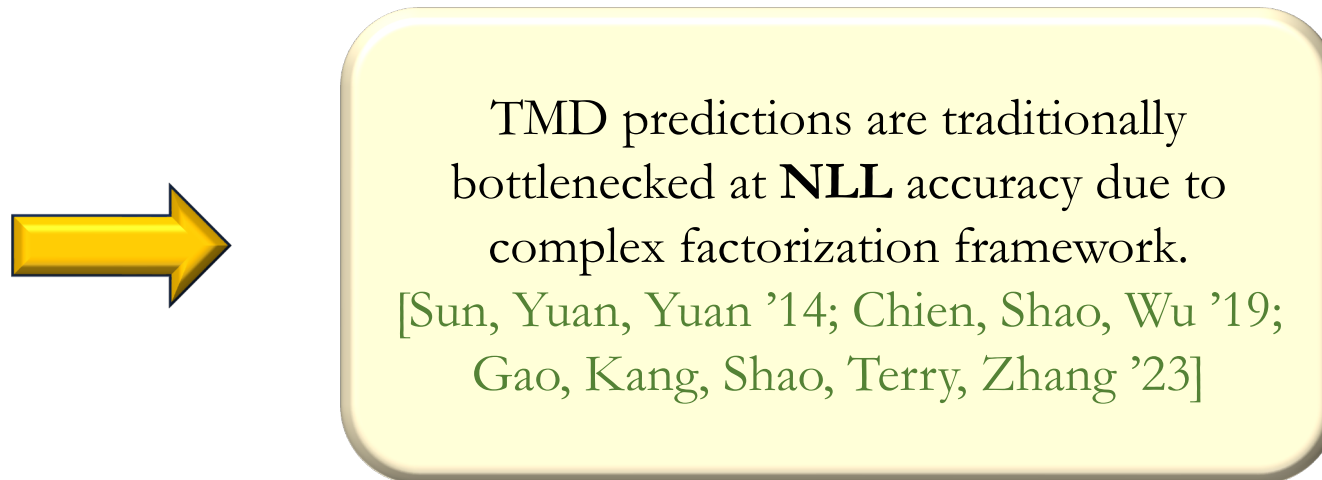 TMD predictions are traditionally
bottlenecked at NLL accuracy due to
complex factorization framework.
[Sun, Yuan, Yuan ’14; Chien, Shao, Wu ’19;
Gao, Kang, Shao, Terry, Zhang ’23]